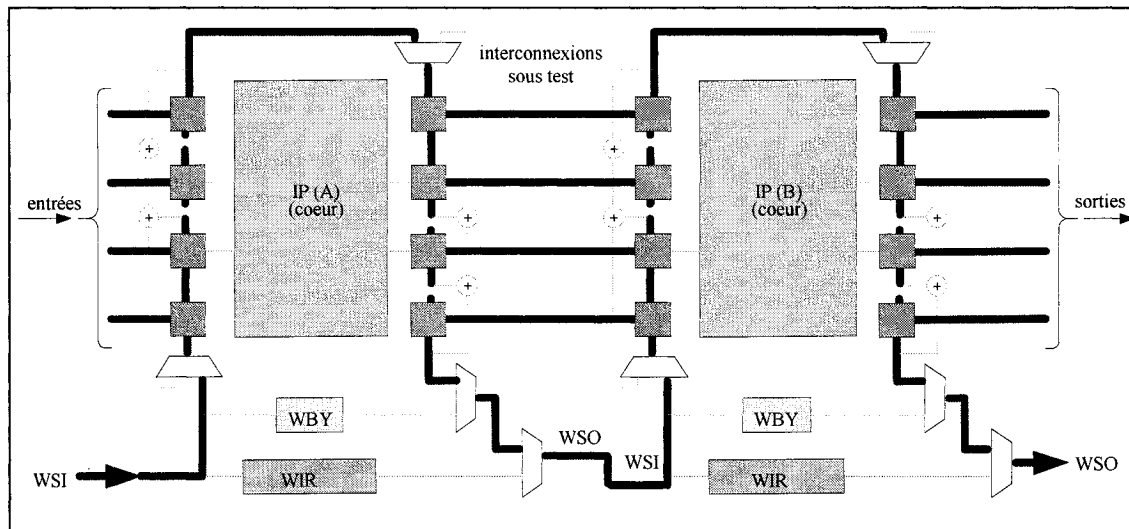 interconnexions
sous test
+
+
+
+
+
+
+
+
entrées
IP (A)
(coeur)
IP (B)
(coeur)
sorties
WBY
WBY
WSO
WSI
WSI
WIR
WIR
WSO